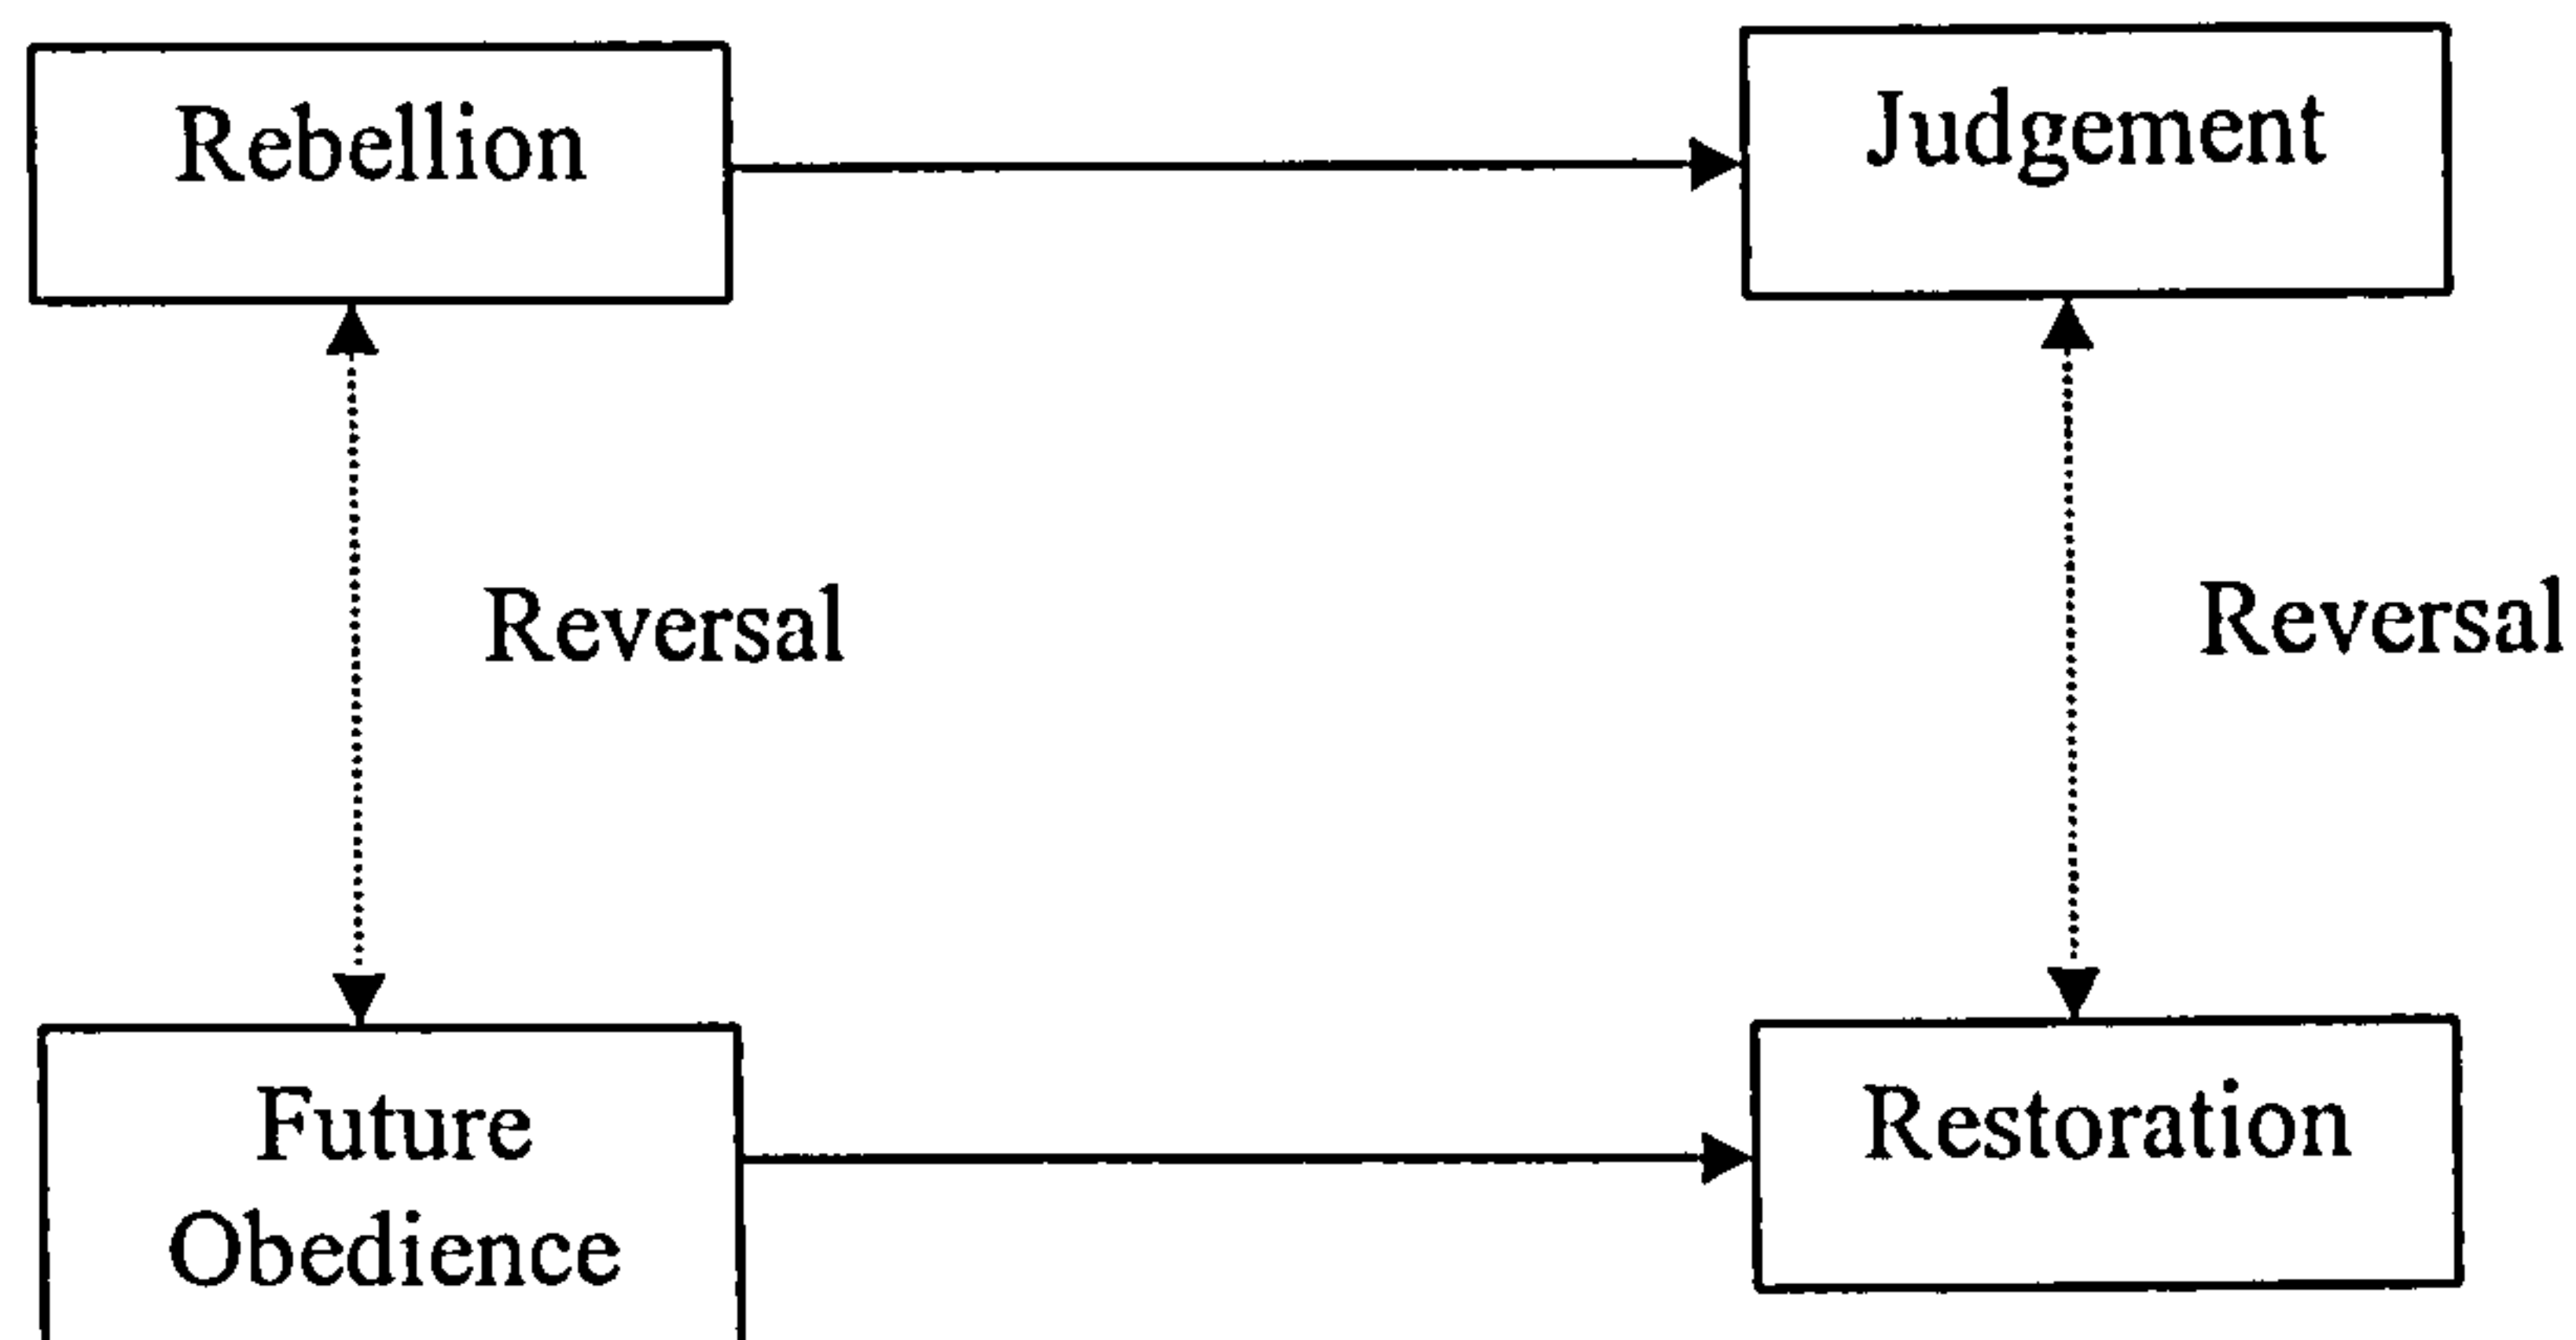 Rebellion
Judgement
Reversal
Reversal
Future
Obedience
Restoration